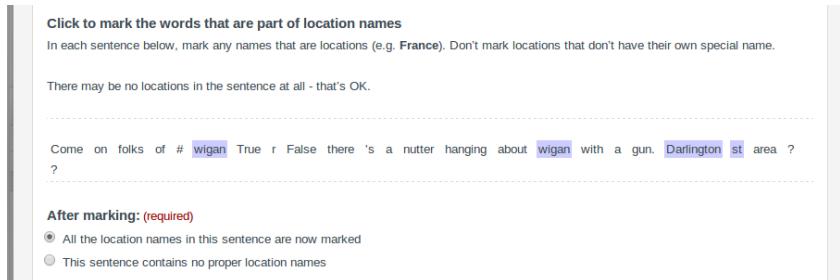 Click to mark the words that are part of location names
In each sentence below, mark any names that are locations (e.g. France). Don't mark locations that don't have their own special name.
There may be no locations in the sentence at all - that's OK.
Come on folks of # wigan True r False there 's a nutter hanging about wigan with a gun. Darlington st area ?
?
After marking: (required)
All the location names in this sentence are now marked
This sentence contains no proper location names